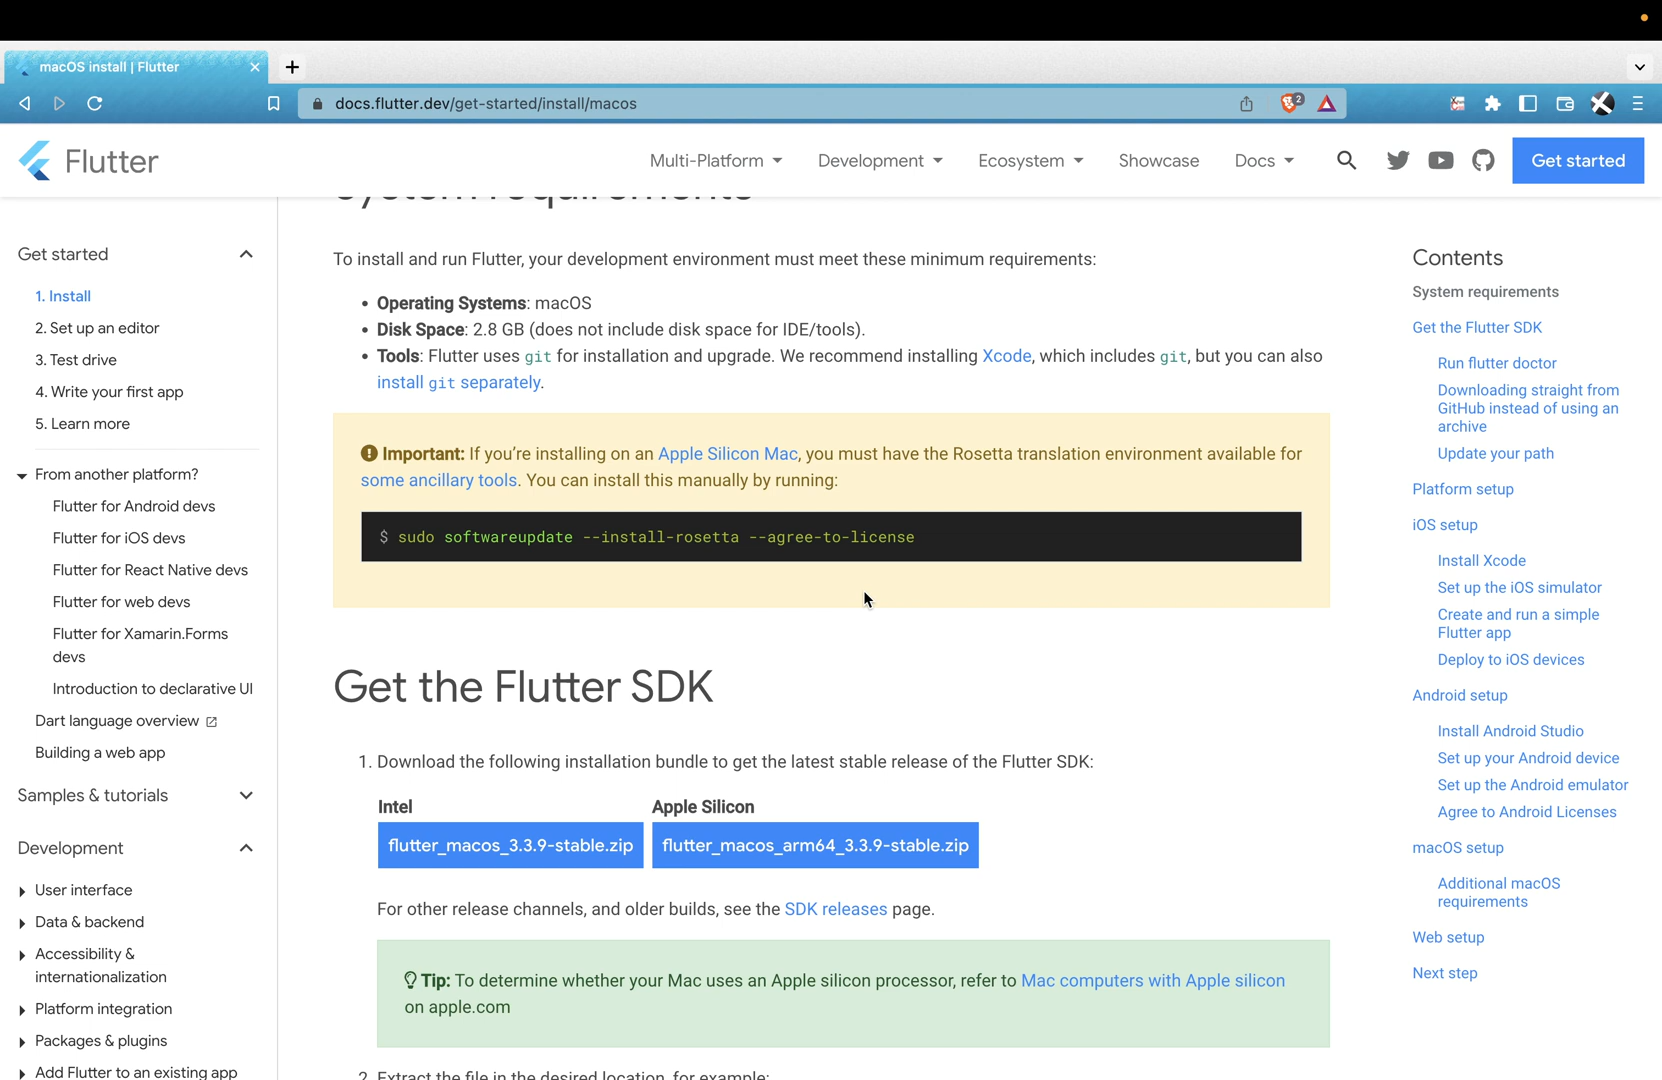 macOS install | Flutter
docs.flutter.dev/get-started/install/macos
2
Flutter
Multi-Platform
Development
Ecosystem
Showcase
Docs
Get started
Get started
1. Install
2. Set up an editor
3. Test drive
4. Write your first app
5. Learn more
From another platform?
Flutter for Android devs
Flutter for iOS devs
Flutter for React Native devs
Flutter for web devs
Flutter for Xamarin.Forms
devs
Introduction to declarative UI
Dart language overview
Building a web app
Samples & tutorials
Development
User interface
Data & backend
Accessibility &
internationalization
Platform integration
Packages & plugins
Add Flutter to an existing app
System requirements
To install and run Flutter, your development environment must meet these minimum requirements:
• Operating Systems: macOS
• Disk Space: 2.8 GB (does not include disk space for IDE/tools).
• Tools: Flutter uses git for installation and upgrade. We recommend installing Xcode, which includes git, but you can also
install git separately.
Important: If you’re installing on an Apple Silicon Mac, you must have the Rosetta translation environment available for
some ancillary tools. You can install this manually by running:
$ sudo softwareupdate --install-rosetta --agree-to-license
Get the Flutter SDK
1. Download the following installation bundle to get the latest stable release of the Flutter SDK:
Intel
Apple Silicon
flutter_macos_3.3.9-stable.zip
flutter_macos_arm64_3.3.9-stable.zip
For other release channels, and older builds, see the SDK releases page.
Tip: To determine whether your Mac uses an Apple silicon processor, refer to Mac computers with Apple silicon
on apple.com
2. Extract the file in the desired location, for example:
Contents
System requirements
Get the Flutter SDK
Run flutter doctor
Downloading straight from
GitHub instead of using an
archive
Update your path
Platform setup
iOS setup
Install Xcode
Set up the iOS simulator
Create and run a simple
Flutter app
Deploy to iOS devices
Android setup
Install Android Studio
Set up your Android device
Set up the Android emulator
Agree to Android Licenses
macOS setup
Additional macOS
requirements
Web setup
Next step